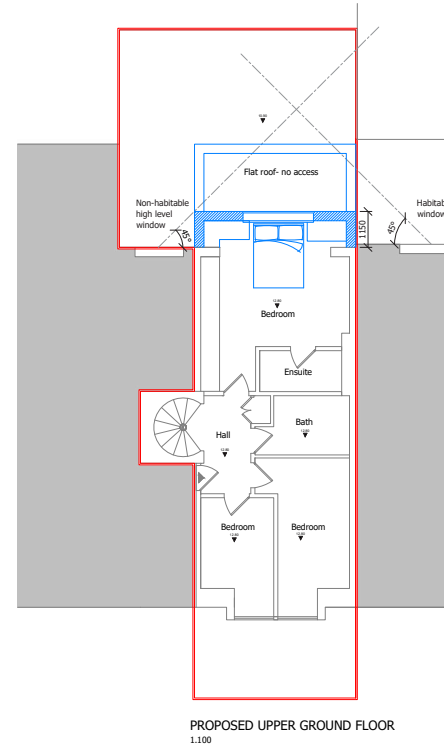 Flat roof- no access
Non-habitable
high level
window
45°
Habitab
window
45°
1150
Bedroom
Ensuite
Bath
Hall
Bedroom
Bedroom
PROPOSED UPPER GROUND FLOOR
1.100